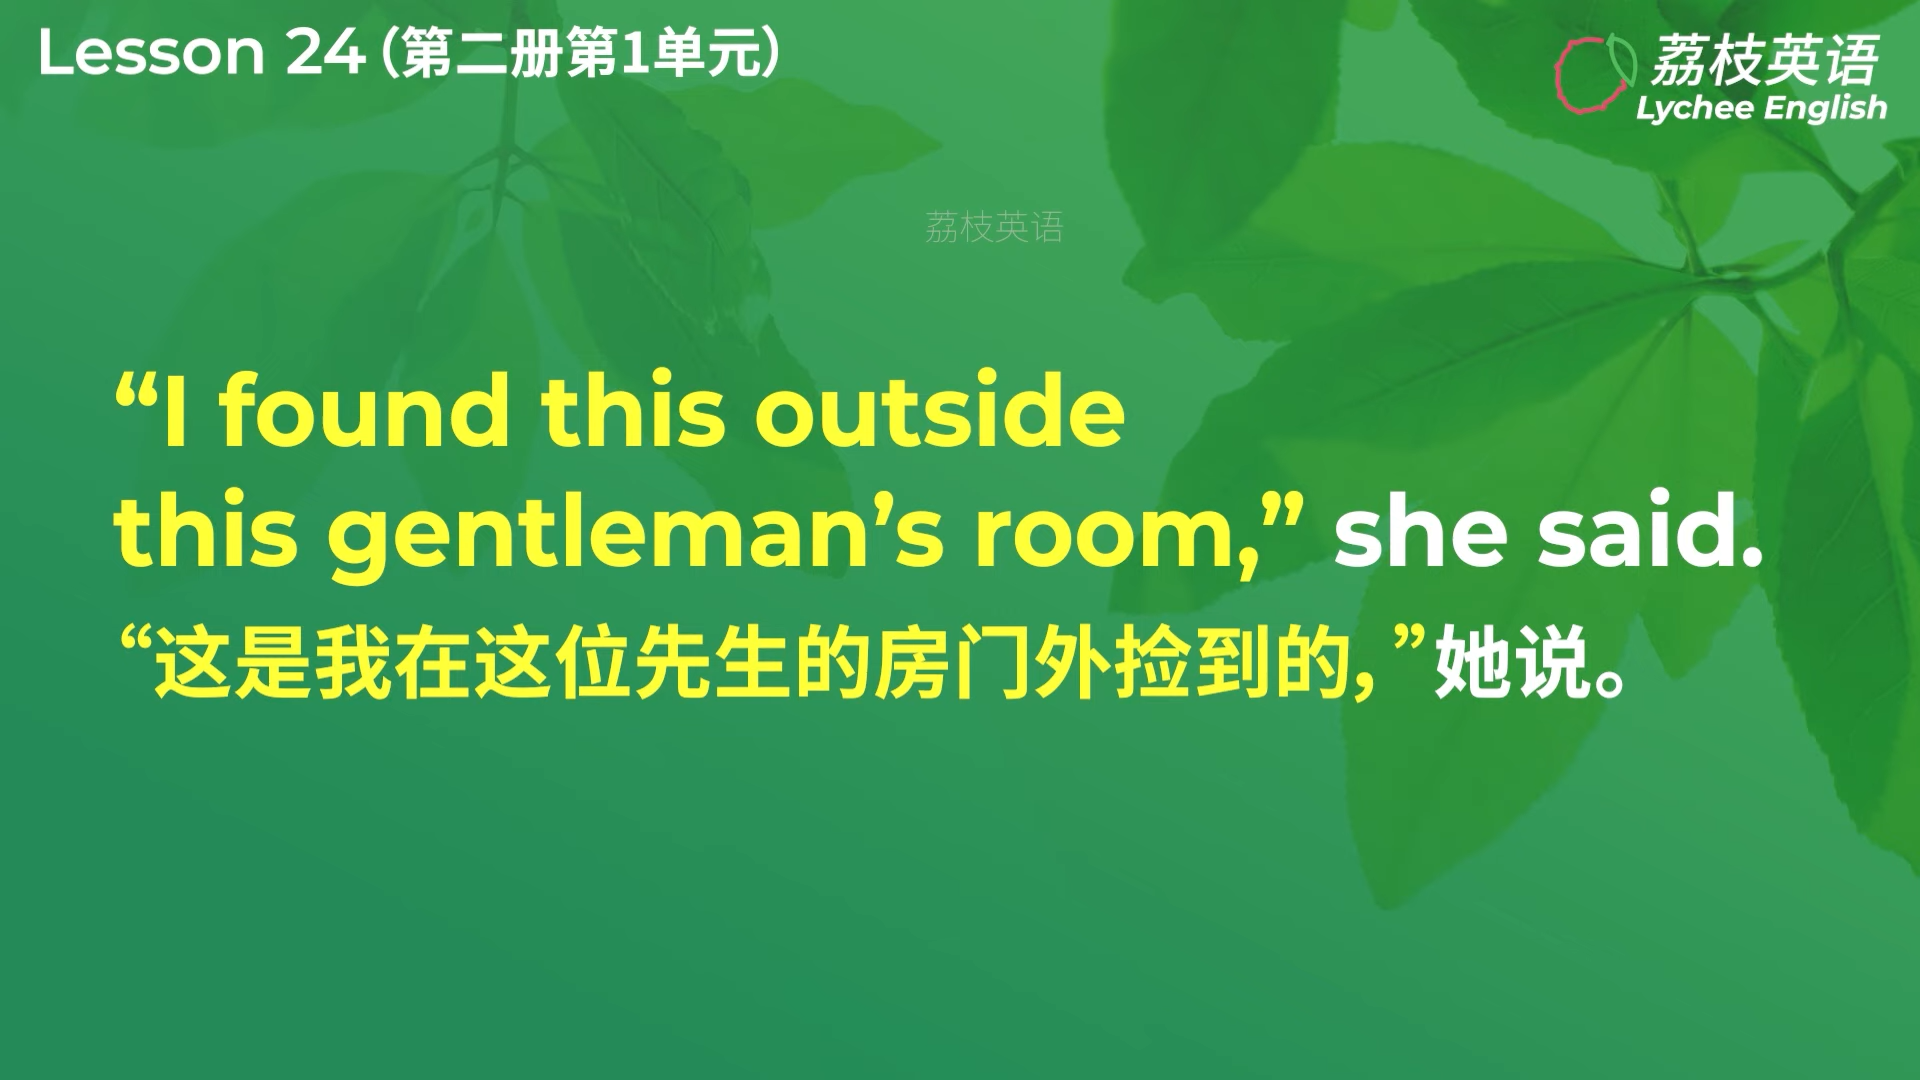 Lesson 24（第二册第1单元）
荔枝英语
Lychee English
荔枝英语
“I found this outside
this gentleman’s room,” she said.
“这是我在这位先生的房门外捡到的，”她说。